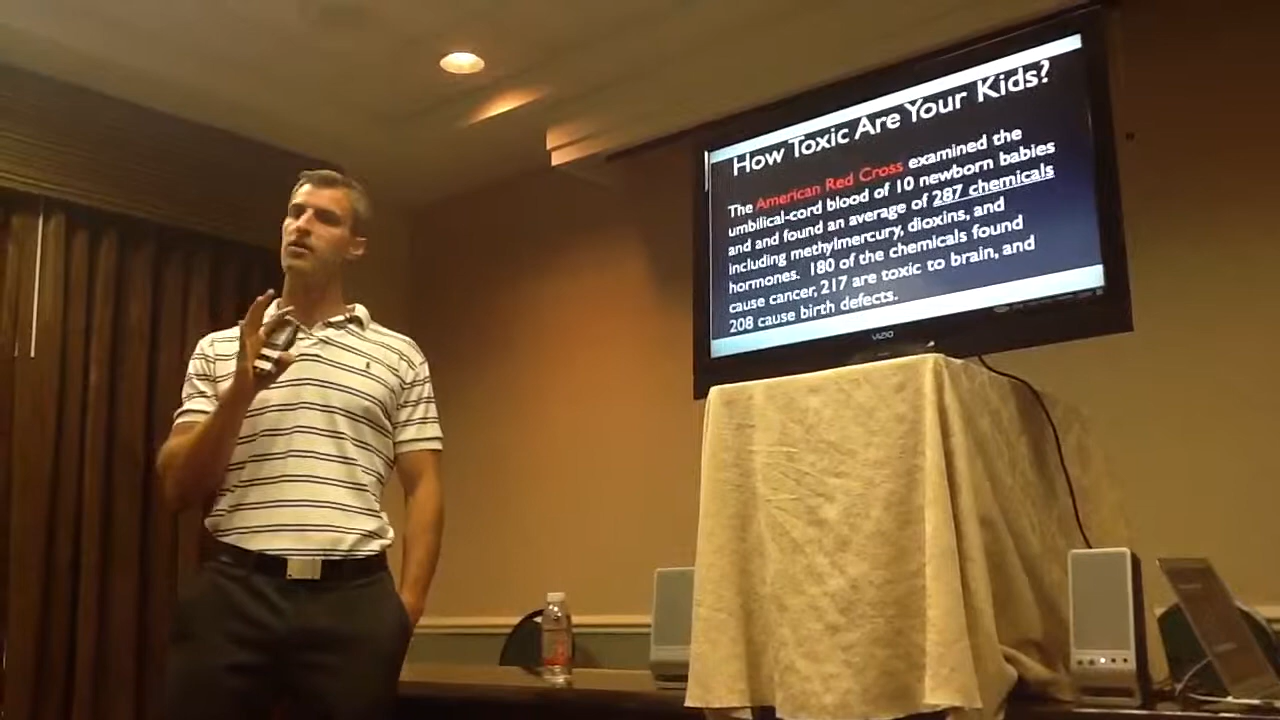 How Toxic Are Your Kids?
The American Red Cross examined the
umbilical-cord blood of 10 newborn babies
and and found an average of 287 chemicals
including methylmercury, dioxins, and
hormones. 180 of the chemicals found
cause cancer, 217 are toxic to brain, and
208 cause birth defects.
VIZIO